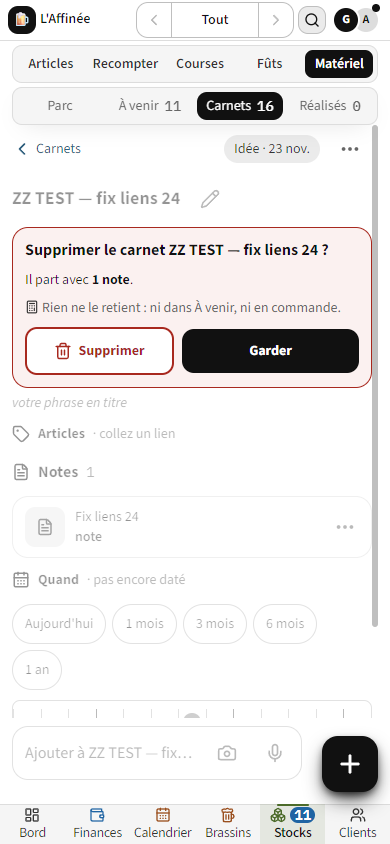 L'Affinée
Tout
G
A
Articles
Recompter
Courses
Fûts
Matériel
Parc
À venir 11
Carnets 16
Réalisés 0
Carnets
Idée · 23 nov.
ZZ TEST — fix liens 24
Supprimer le carnet ZZ TEST — fix liens 24 ?
Il part avec 1 note.
Rien ne le retient : ni dans À venir, ni en commande.
Supprimer
Garder
votre phrase en titre
Articles · collez un lien
Notes 1
Fix liens 24
note
Quand · pas encore daté
Aujourd'hui
1 mois
3 mois
6 mois
1 an
Ajouter à ZZ TEST — fix…
11
Bord
Finances
Calendrier
Brassins
Stocks
Clients